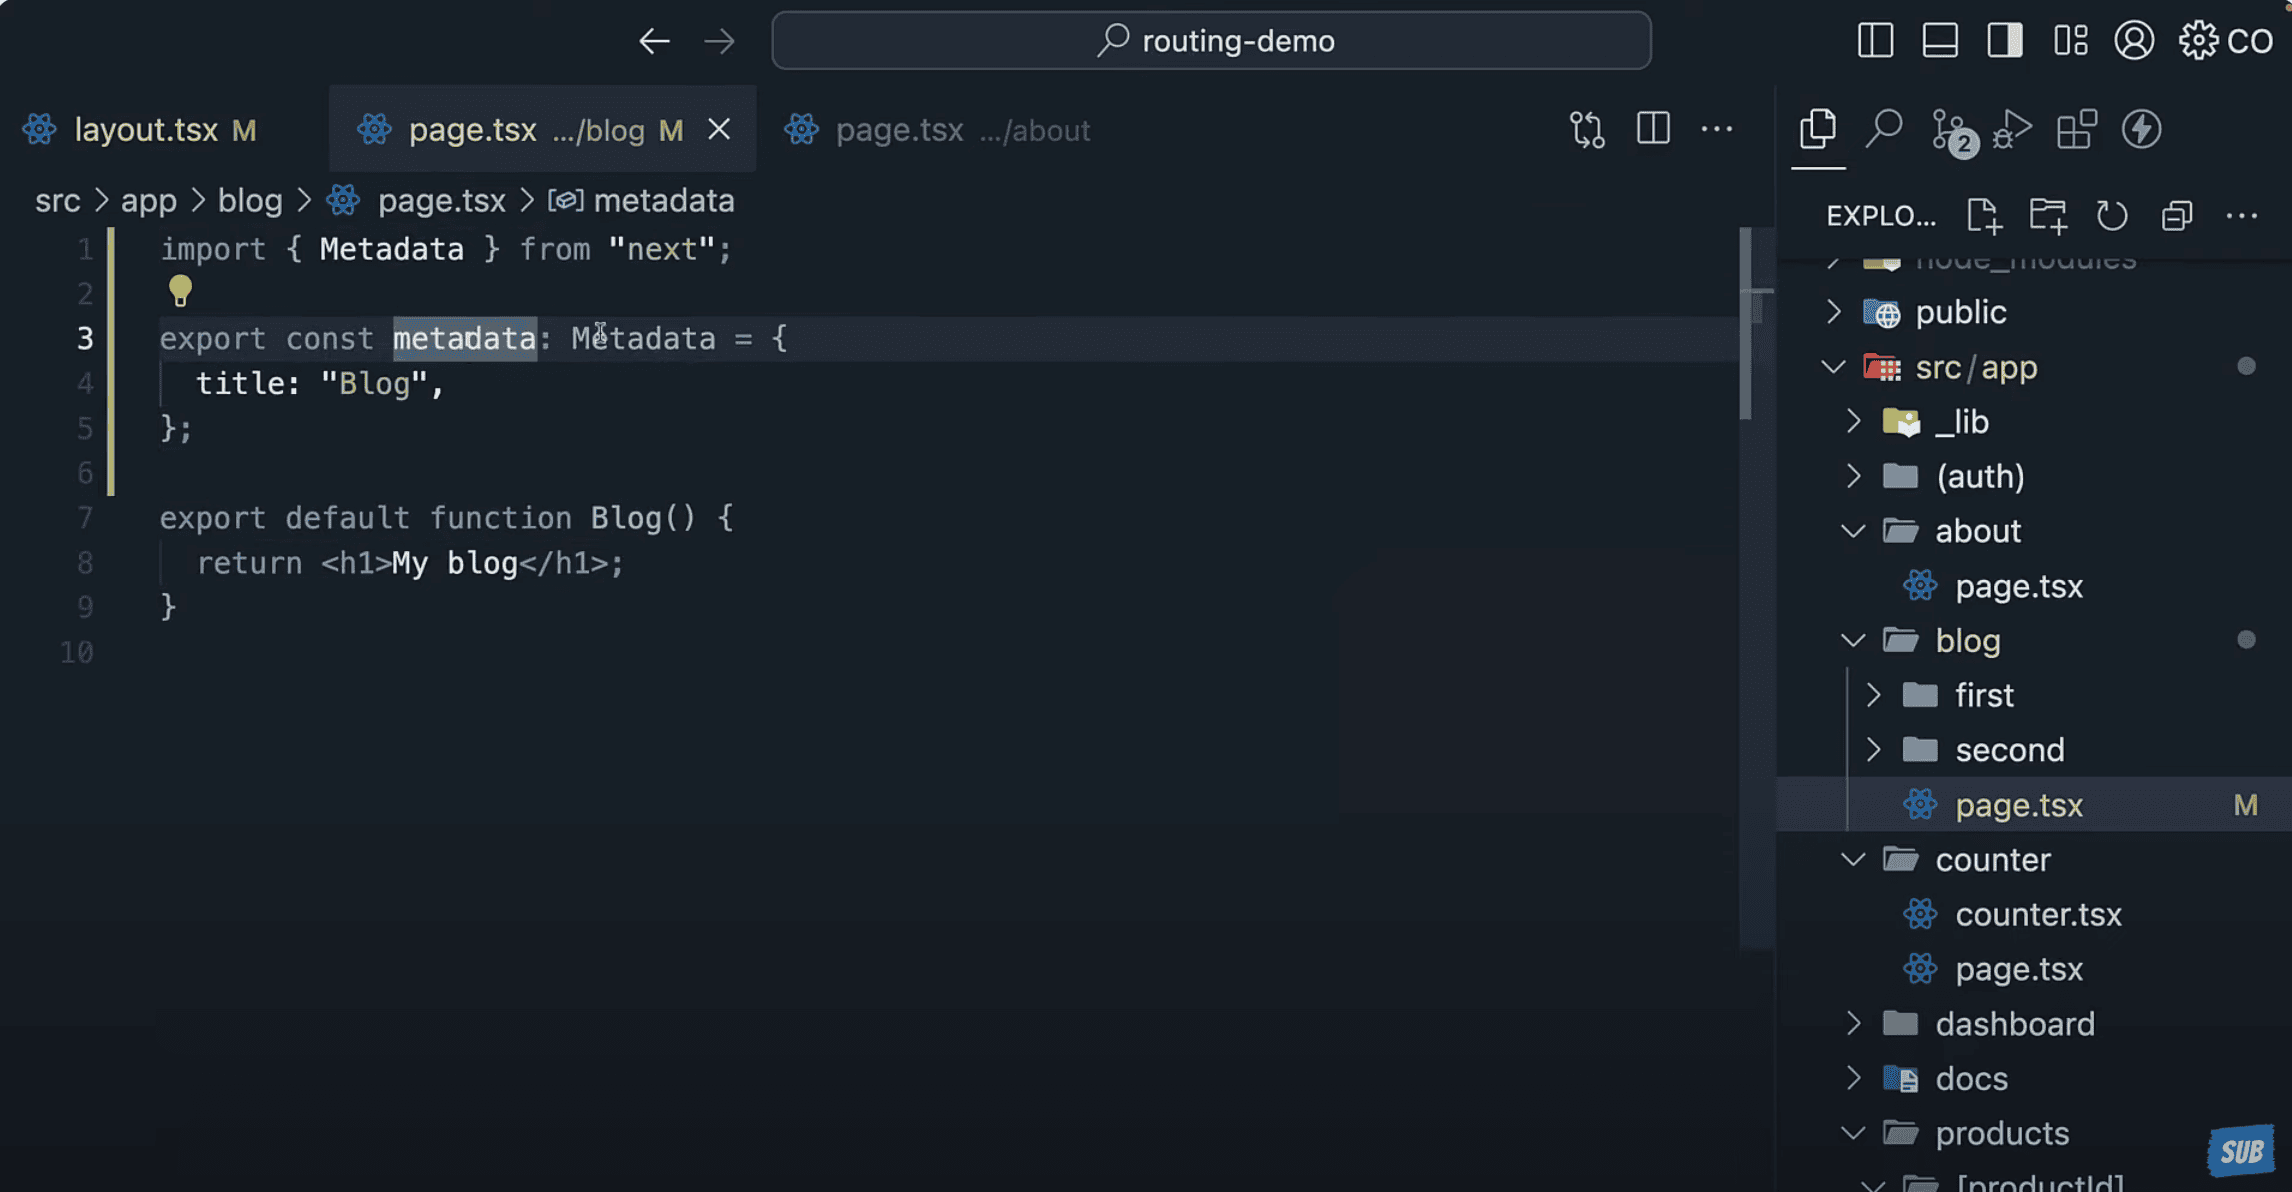 routing-demo
CO
layout.tsx M
page.tsx .../blog M
page.tsx .../about
2
src > app > blog > page.tsx > metadata
EXPLO...
1 import { Metadata } from "next";
2
3 export const metadata: Metadata = {
4 title: "Blog",
5 };
6
7 export default function Blog() {
8 return <h1>My blog</h1>;
9 }
10
node_modules
public
src/app
_lib
(auth)
about
page.tsx
blog
first
second
page.tsx M
counter
counter.tsx
page.tsx
dashboard
docs
products
[productId]
SUB